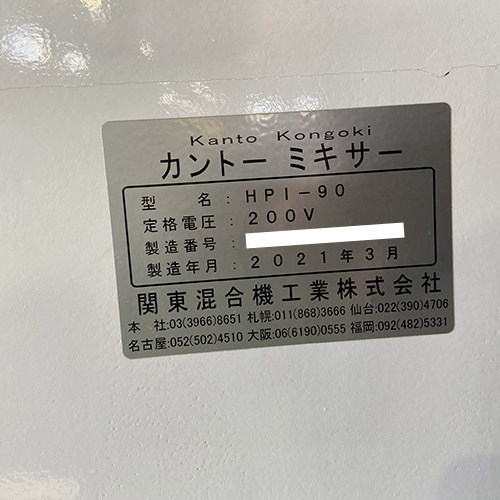 Kanto Kongoki
カントー ミキサー
型 名 : HPI-90
定格電圧 : 200V
製造番号 :
製造年月 : 2021年3月
関東混合機工業株式会社
本 社:03(3966)8651 札幌:011(868)3666 仙台:022(390)4706
名古屋:052(502)4510 大阪:06(6190)0555 福岡:092(482)5331